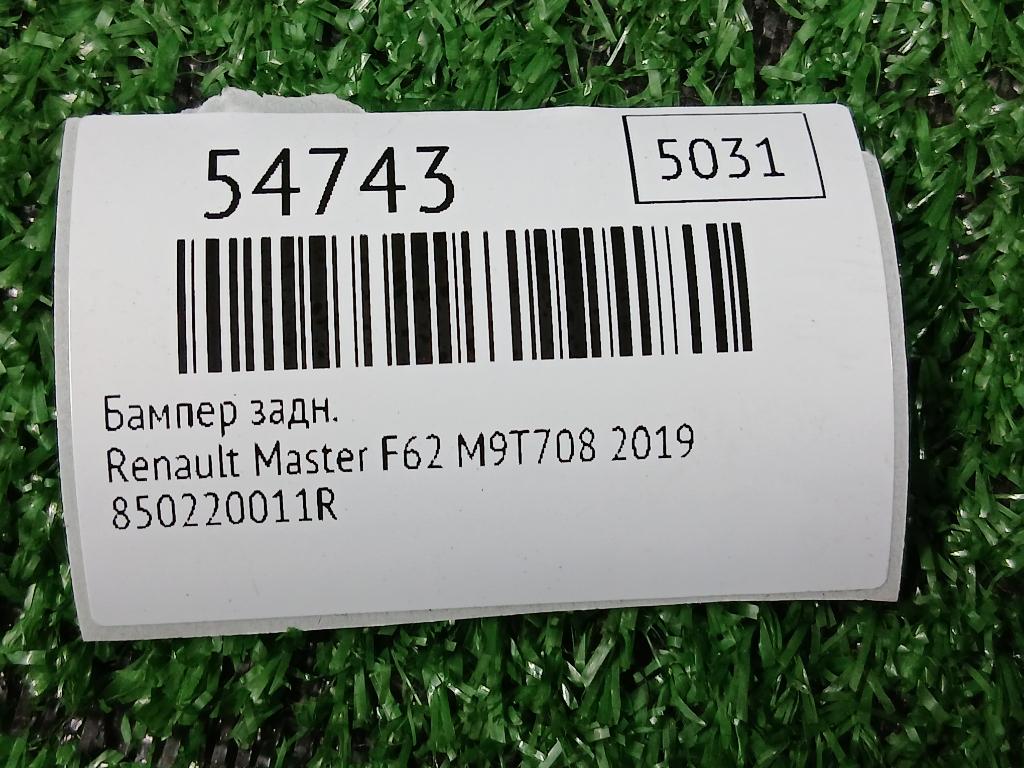 54743
5031
Бампер задн.
Renault Master F62 M9T708 2019
850220011R